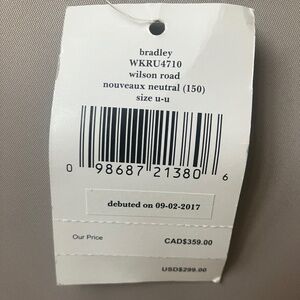 bradley
WKRU4710
wilson road
nouveaux neutral (150)
size u-u
0 98687 21380 6
debuted on 09-02-2017
Our Price CAD$359.00
USD$299.00